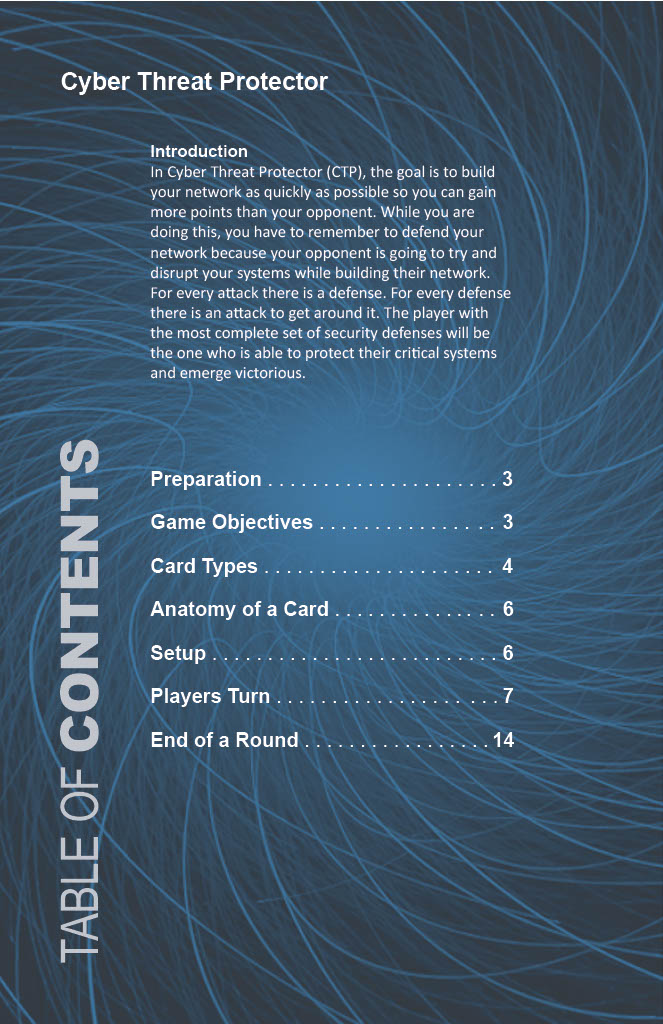 Cyber Threat Protector
Introduction
In Cyber Threat Protector (CTP), the goal is to build
your network as quickly as possible so you can gain
more points than your opponent. While you are
doing this, you have to remember to defend your
network because your opponent is going to try and
disrupt your systems while building their network.
For every attack there is a defense. For every defense
there is an attack to get around it. The player with
the most complete set of security defenses will be
the one who is able to protect their critical systems
and emerge victorious.
TABLE OF CONTENTS
Preparation . . . . . . . . . . . . . . . . . . . . . 3
Game Objectives . . . . . . . . . . . . . . . . 3
Card Types . . . . . . . . . . . . . . . . . . . . . 4
Anatomy of a Card . . . . . . . . . . . . . . . 6
Setup . . . . . . . . . . . . . . . . . . . . . . . . . . 6
Players Turn . . . . . . . . . . . . . . . . . . . . 7
End of a Round . . . . . . . . . . . . . . . . . 14